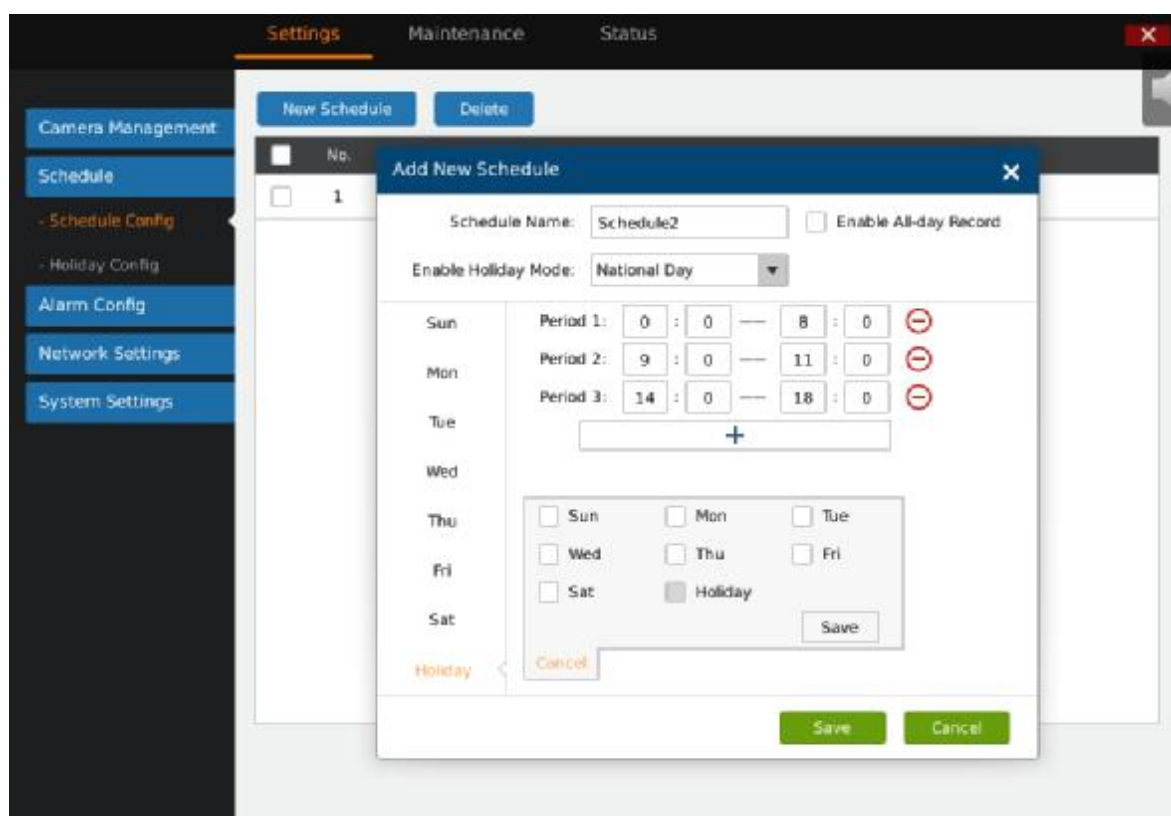 Settings Maintenance Status
New Schedule Delete
Camera Management
Schedule
- Schedule Config
- Holiday Config
Alarm Config
Network Settings
System Settings
No.
1
Add New Schedule
Schedule Name: Schedule2 Enable All-day Record
Enable Holiday Mode: National Day
Sun
Mon
Tue
Wed
Thu
Fri
Sat
Holiday
Period 1: 0 : 0 — 8 : 0
Period 2: 9 : 0 — 11 : 0
Period 3: 14 : 0 — 18 : 0
+
Sun Mon Tue
Wed Thu Fri
Sat Holiday
Save
Cancel
Save Cancel